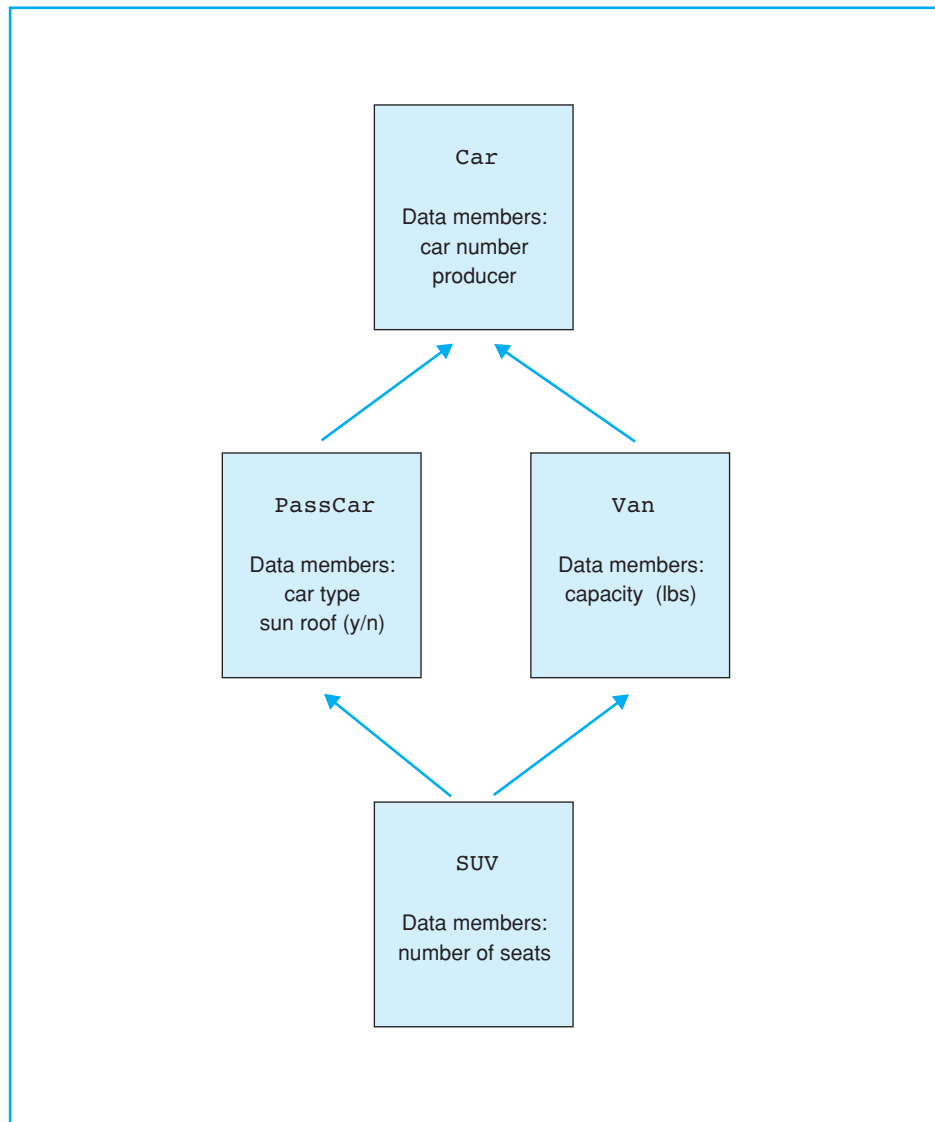 Car
Data members:
car number
producer
PassCar
Data members:
car type
sun roof (y/n)
Van
Data members:
capacity (lbs)
SUV
Data members:
number of seats